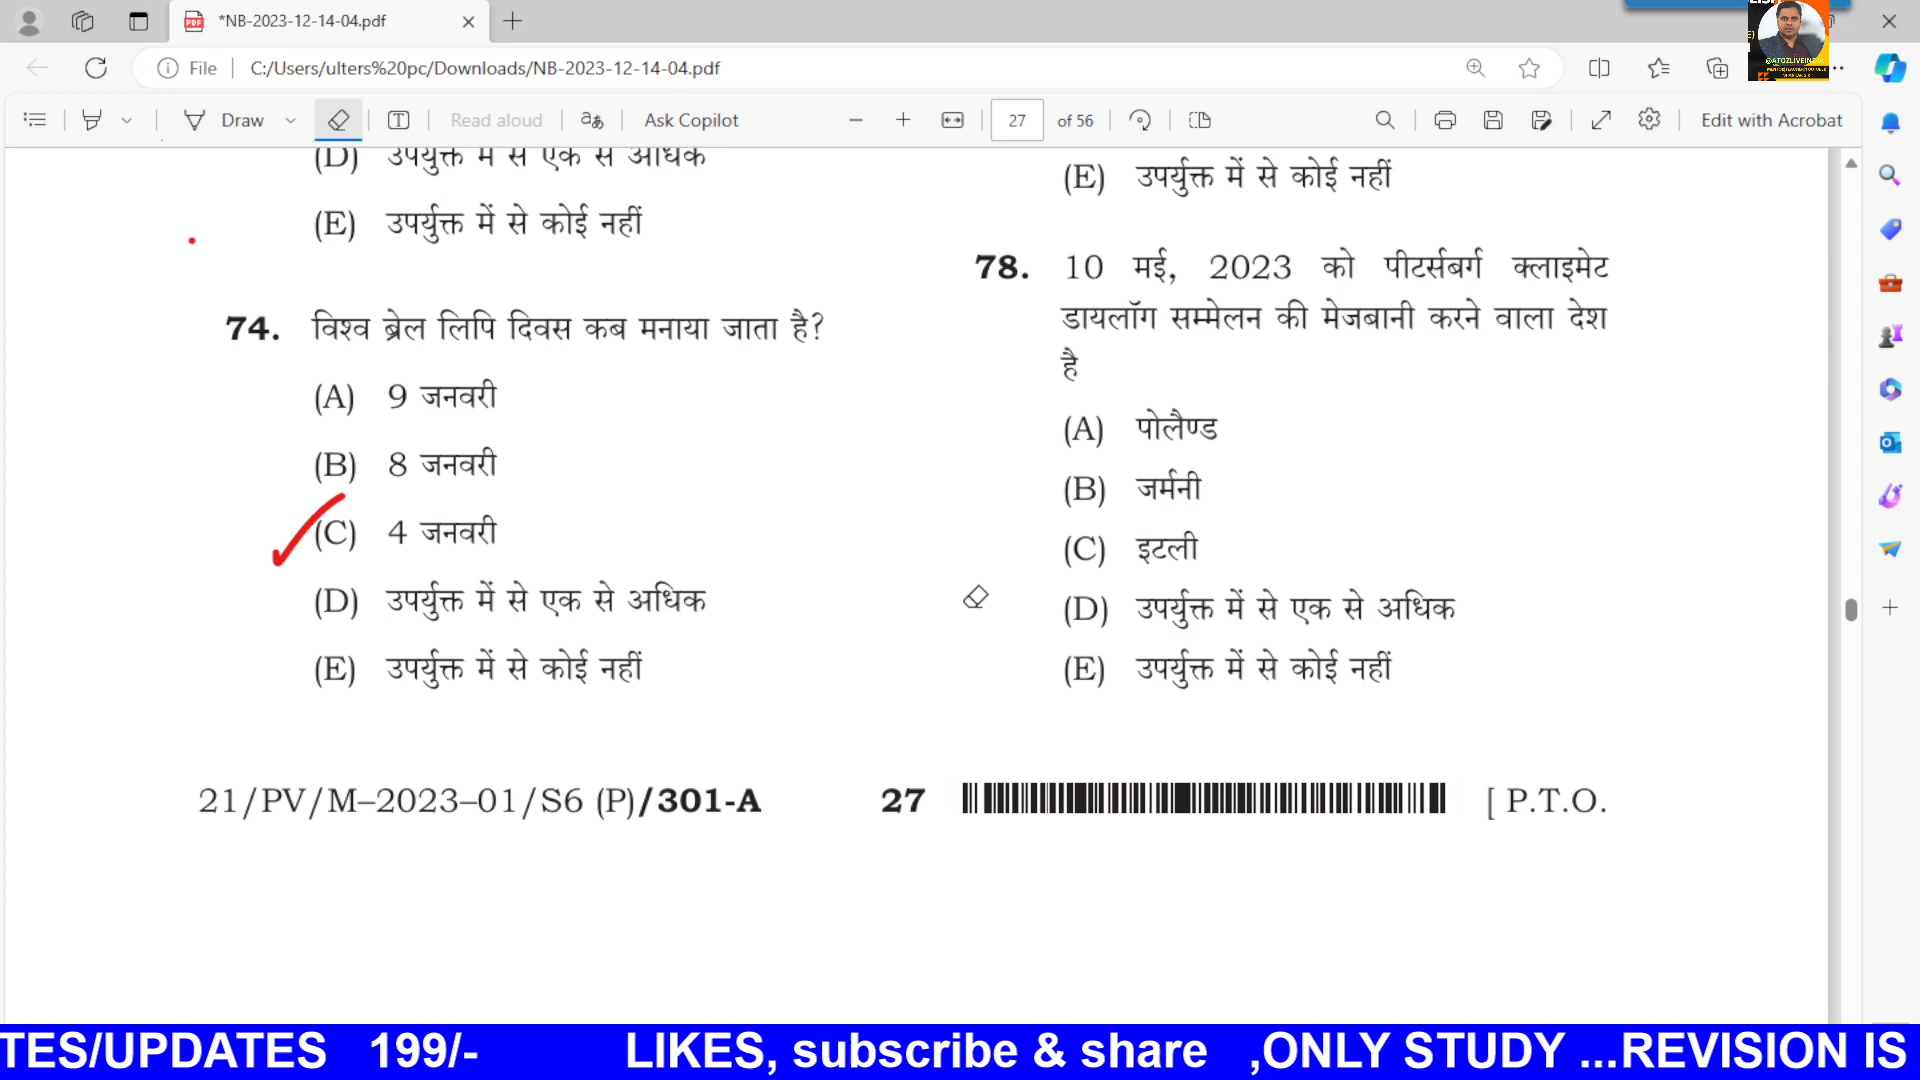 *NB-2023-12-14-04.pdf
File C:/Users/ulters%20pc/Downloads/NB-2023-12-14-04.pdf
Draw Read aloud Ask Copilot 27 of 56 Edit with Acrobat
@ATOZLIVEINDIA
(D) उपर्युक्त में से एक से अधिक
(E) उपर्युक्त में से कोई नहीं
74. विश्व ब्रेल लिपि दिवस कब मनाया जाता है?
(A) 9 जनवरी
(B) 8 जनवरी
(C) 4 जनवरी
(D) उपर्युक्त में से एक से अधिक
(E) उपर्युक्त में से कोई नहीं
(E) उपर्युक्त में से कोई नहीं
78. 10 मई, 2023 को पीटर्सबर्ग क्लाइमेट
डायलॉग सम्मेलन की मेजबानी करने वाला देश
है
(A) पोलैण्ड
(B) जर्मनी
(C) इटली
(D) उपर्युक्त में से एक से अधिक
(E) उपर्युक्त में से कोई नहीं
21/PV/M–2023–01/S6 (P)/301-A 27 [ P.T.O.
TES/UPDATES 199/- LIKES, subscribe & share ,ONLY STUDY ...REVISION IS